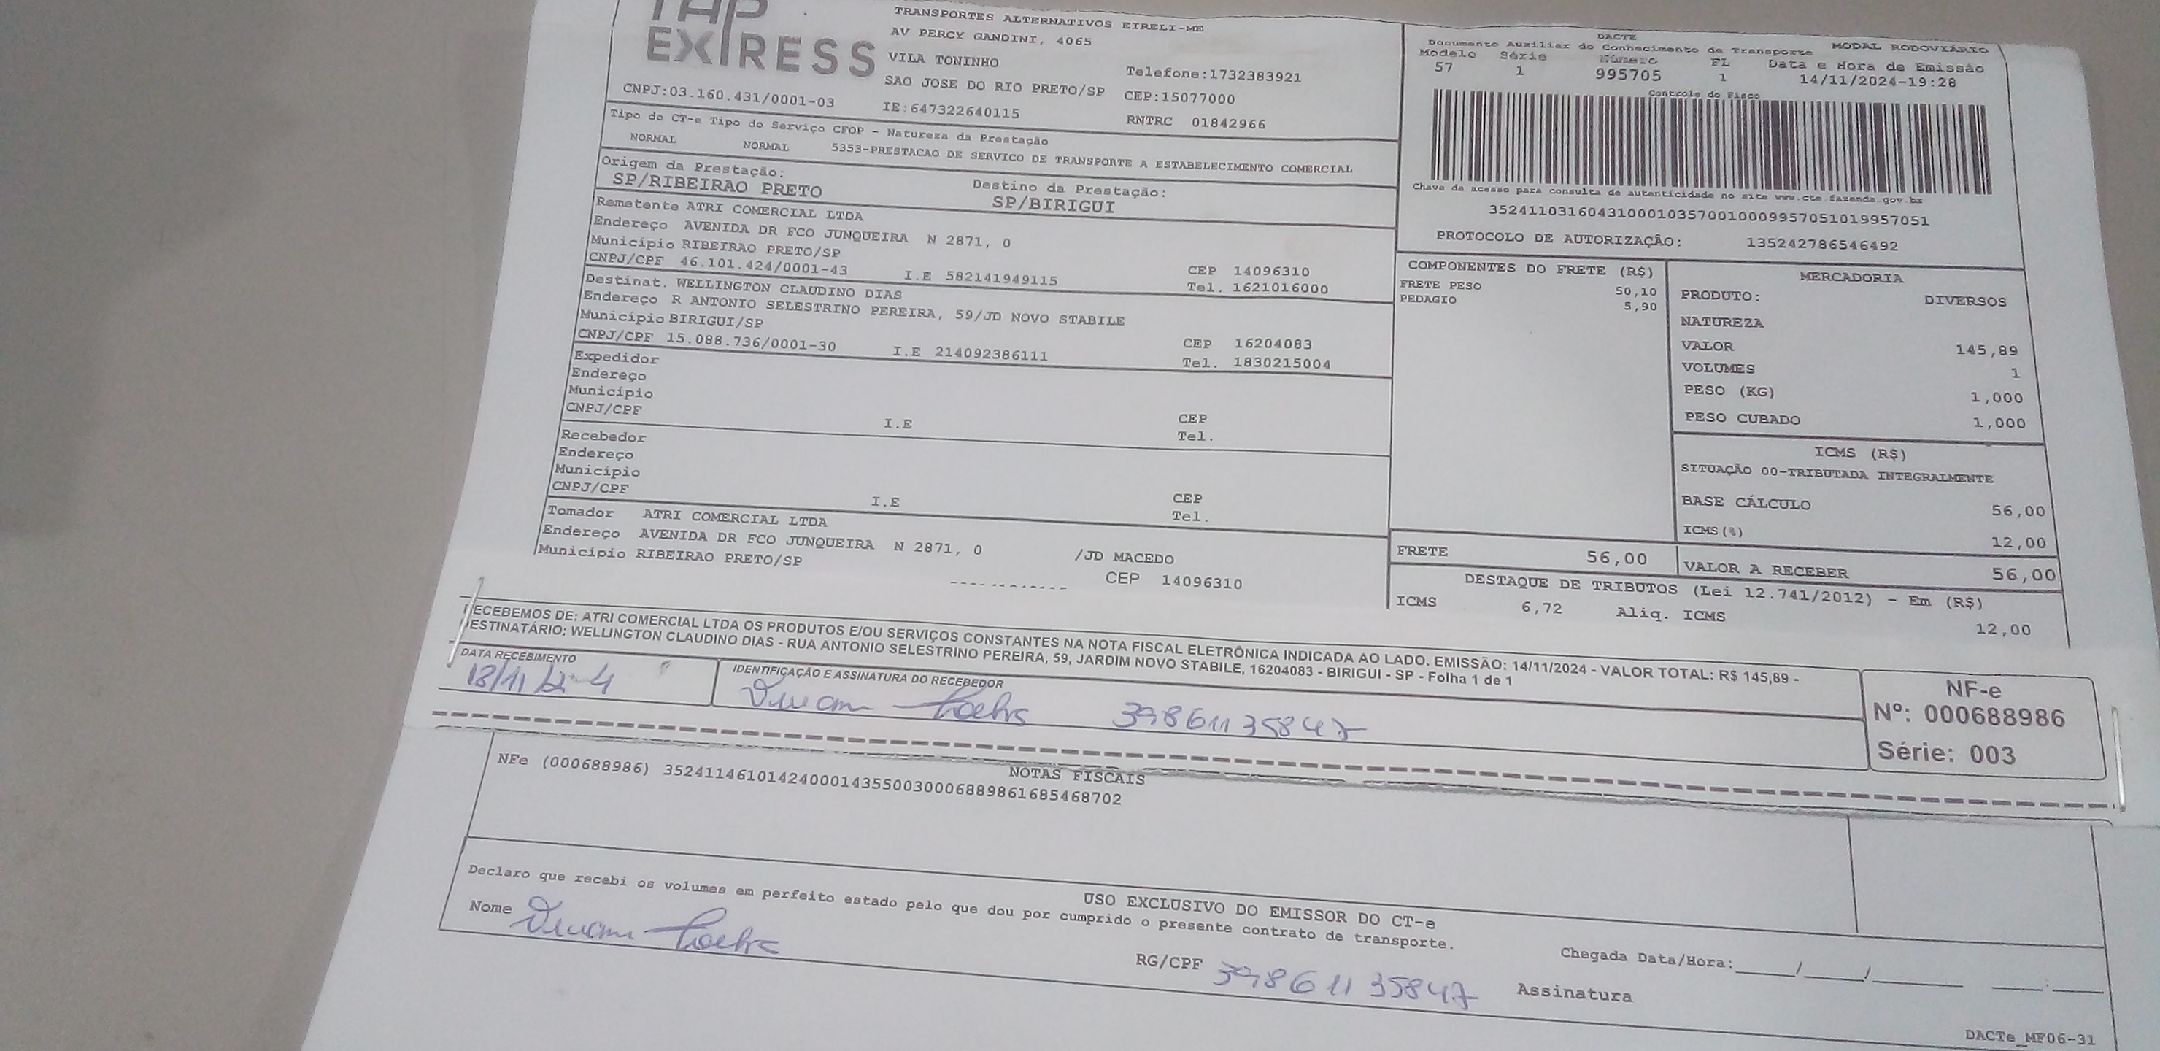 TAP
EXPRESS
TRANSPORTES ALTERNATIVOS EIRELI-ME
AV PERCY GANDINI, 4065
VILA TONINHO Telefone:1732383921
SAO JOSE DO RIO PRETO/SP CEP:15077000
CNPJ:03.160.431/0001-03 IE:647322640115 RNTRC 01842966
Tipo do CT-e Tipo do Serviço CFOP - Natureza da Prestação
NORMAL NORMAL 5353-PRESTACAO DE SERVICO DE TRANSPORTE A ESTABELECIMENTO COMERCIAL
Origem da Prestação: Destino da Prestação:
SP/RIBEIRAO PRETO SP/BIRIGUI
Remetente ATRI COMERCIAL LTDA
Endereço AVENIDA DR FCO JUNQUEIRA N 2871, 0
Município RIBEIRAO PRETO/SP CEP 14096310
CNPJ/CPF 46.101.424/0001-43 I.E 582141949115 Tel. 1621016000
Destinat. WELLINGTON CLAUDINO DIAS
Endereço R ANTONIO SELESTRINO PEREIRA, 59/JD NOVO STABILE
Município BIRIGUI/SP CEP 16204083
CNPJ/CPF 15.088.736/0001-30 I.E 214092386111 Tel. 1830215004
Expedidor
Endereço
Município CEP
CNPJ/CPF I.E Tel.
Recebedor
Endereço
Município CEP
CNPJ/CPF I.E Tel.
Tomador ATRI COMERCIAL LTDA
Endereço AVENIDA DR FCO JUNQUEIRA N 2871, 0 /JD MACEDO
Município RIBEIRAO PRETO/SP CEP 14096310
DACTE
Documento Auxiliar do Conhecimento de Transporte MODAL RODOVIÁRIO
Modelo Série Número FL Data e Hora de Emissão
57 1 995705 1 14/11/2024-19:28
Controle do Fisco
Chave de acesso para consulta de autenticidade no site www.cte.fazenda.gov.br
35241103160431000103570010009957051019957051
PROTOCOLO DE AUTORIZAÇÃO: 135242786546492
COMPONENTES DO FRETE (R$)
FRETE PESO 50,10
PEDAGIO 5,90
MERCADORIA
PRODUTO: DIVERSOS
NATUREZA
VALOR 145,89
VOLUMES 1
PESO (KG) 1,000
PESO CUBADO 1,000
ICMS (R$)
SITUAÇÃO 00-TRIBUTADA INTEGRALMENTE
BASE CÁLCULO 56,00
ICMS(%) 12,00
FRETE 56,00 VALOR A RECEBER 56,00
DESTAQUE DE TRIBUTOS (Lei 12.741/2012) - Em (R$)
ICMS 6,72 Aliq. ICMS 12,00
RECEBEMOS DE: ATRI COMERCIAL LTDA OS PRODUTOS E/OU SERVIÇOS CONSTANTES NA NOTA FISCAL ELETRÔNICA INDICADA AO LADO. EMISSÃO: 14/11/2024 - VALOR TOTAL: R$ 145,89 -
ESTINATÁRIO: WELLINGTON CLAUDINO DIAS - RUA ANTONIO SELESTRINO PEREIRA, 59, JARDIM NOVO STABILE, 16204083 - BIRIGUI - SP - Folha 1 de 1
DATA RECEBIMENTO IDENTIFICAÇÃO E ASSINATURA DO RECEBEDOR
18/11/24 39861135847
NF-e
Nº: 000688986
Série: 003
NOTAS FISCAIS
NFe (000688986) 35241146101424000143550030006889861685468702
USO EXCLUSIVO DO EMISSOR DO CT-e
Declaro que recebi os volumes em perfeito estado pelo que dou por cumprido o presente contrato de transporte.
Nome RG/CPF 39861135847 Assinatura
Chegada Data/Hora:_____/_____/________ ____:____
DACTe_MF06-31